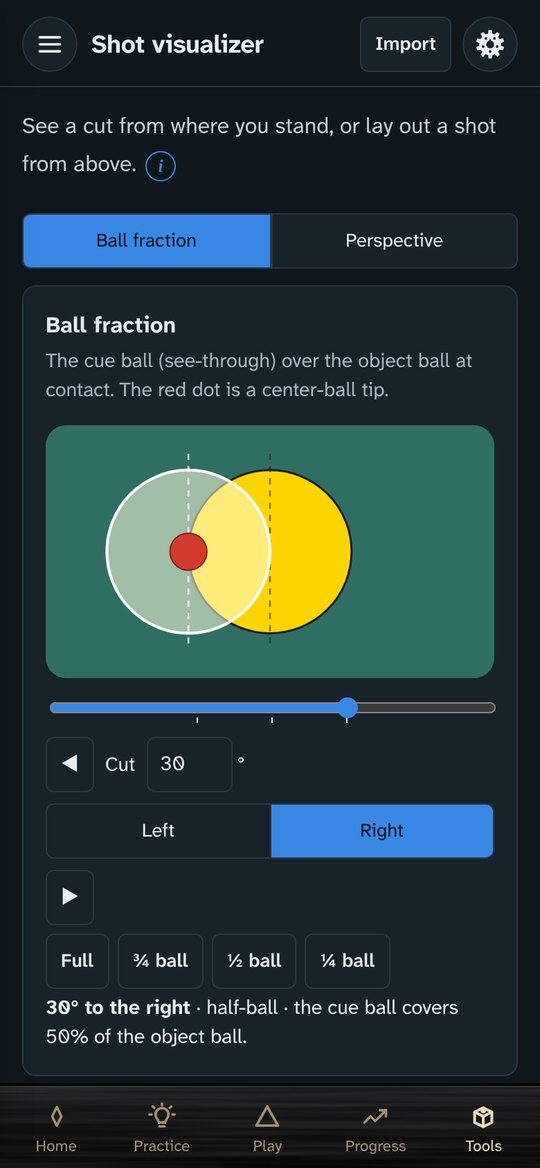 Shot visualizer
Import
See a cut from where you stand, or lay out a shot
from above. i
Ball fraction
Perspective
Ball fraction
The cue ball (see-through) over the object ball at
contact. The red dot is a center-ball tip.
Cut 30 °
Left
Right
Full
¾ ball
½ ball
¼ ball
30° to the right · half-ball · the cue ball covers
50% of the object ball.
Home
Practice
Play
Progress
Tools